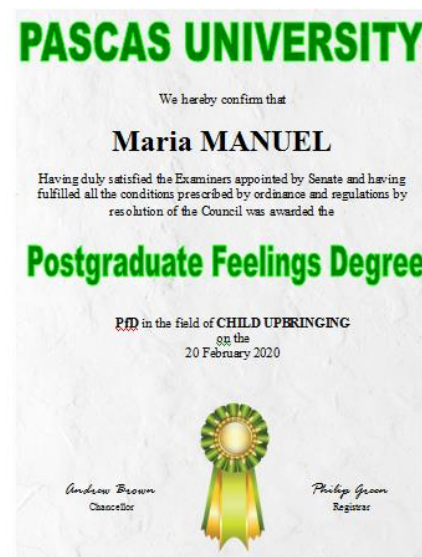 PASCAS UNIVERSITY
We hereby confirm that
Maria MANUEL
Having duly satisfied the Examiners appointed by Senate and having
fulfilled all the conditions prescribed by ordinance and regulations by
resolution of the Council was awarded the
Postgraduate Feelings Degree
PfD in the field of CHILD UPBRINGING
on the
20 February 2020
Andrew Brown
Philip Green
Chancellor
Registrar